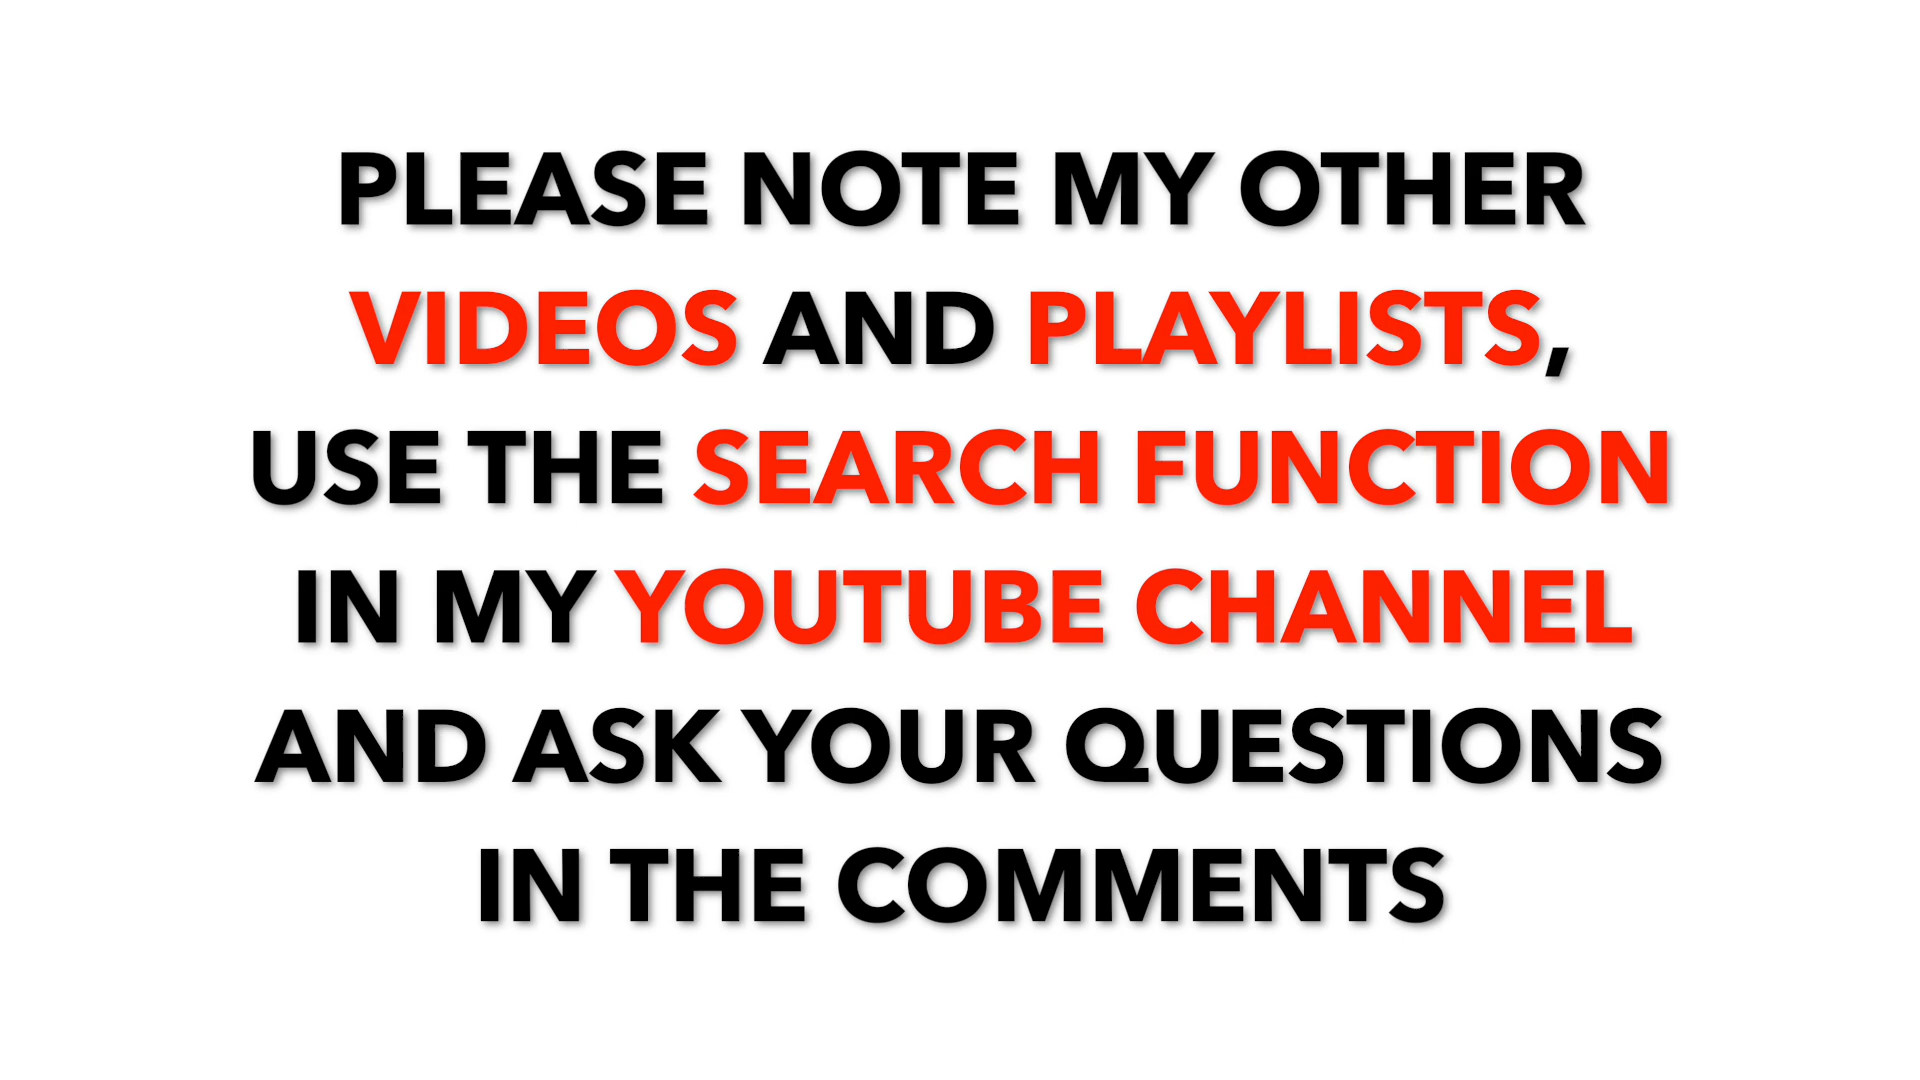 PLEASE NOTE MY OTHER
VIDEOS AND PLAYLISTS,
USE THE SEARCH FUNCTION
IN MY YOUTUBE CHANNEL
AND ASK YOUR QUESTIONS
IN THE COMMENTS